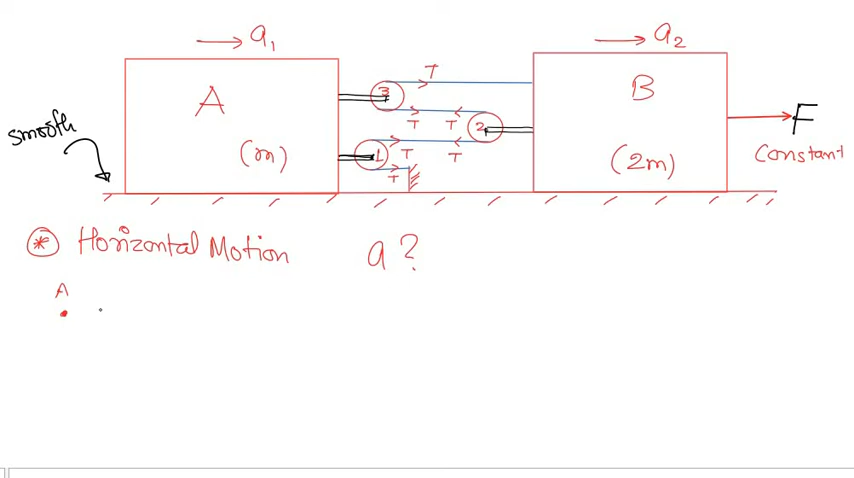 a₁
a₂
T
A
3
B
F
smooth
T
T
2
(m)
1
T
T
(2m)
Constant
T
* Horizontal Motion a?
A